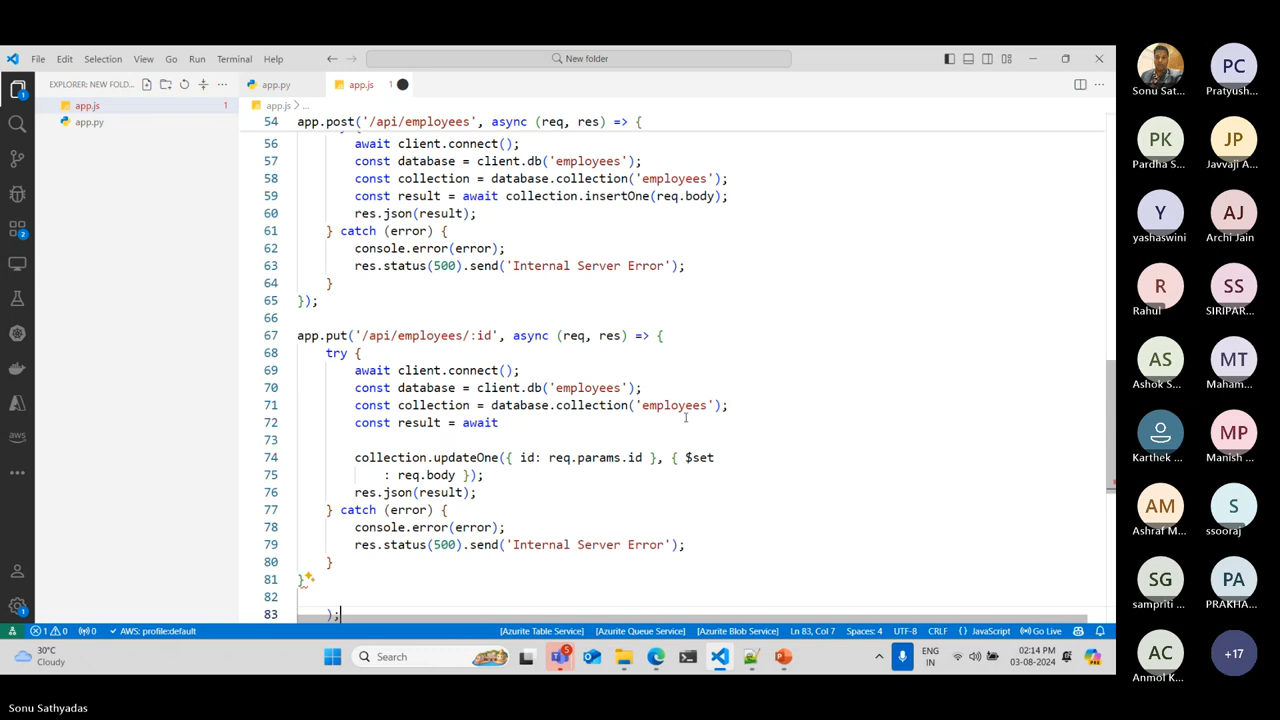 File Edit Selection View Go Run Terminal Help
New folder
EXPLORER: NEW FOLD...
app.js 1
app.py
app.py
app.js
app.js > ...
54 app.post('/api/employees', async (req, res) => {
56 await client.connect();
57 const database = client.db('employees');
58 const collection = database.collection('employees');
59 const result = await collection.insertOne(req.body);
60 res.json(result);
61 } catch (error) {
62 console.error(error);
63 res.status(500).send('Internal Server Error');
64 }
65 });
66
67 app.put('/api/employees/:id', async (req, res) => {
68 try {
69 await client.connect();
70 const database = client.db('employees');
71 const collection = database.collection('employees');
72 const result = await
73
74 collection.updateOne({ id: req.params.id }, { $set
75 : req.body });
76 res.json(result);
77 } catch (error) {
78 console.error(error);
79 res.status(500).send('Internal Server Error');
80 }
81 }
82
83 );
1 0 0 AWS: profile:default [Azurite Table Service] [Azurite Queue Service] [Azurite Blob Service] Ln 83, Col 7 Spaces: 4 UTF-8 CRLF {} JavaScript Go Live
30°C
Cloudy
Search
5
ENG
IN
02:14 PM
03-08-2024
Sonu Sat...
PC
Pratyush...
PK
Pardha S...
JP
Javvaji A...
Y
yashaswini
AJ
Archi Jain
R
Rahul
SS
SIRIPAR...
AS
Ashok S...
MT
Maham...
Karthek ...
MP
Manish ...
AM
Ashraf M...
S
ssooraj
SG
sampriti ...
PA
PRAKHA...
AC
Anmol K...
+17
Sonu Sathyadas